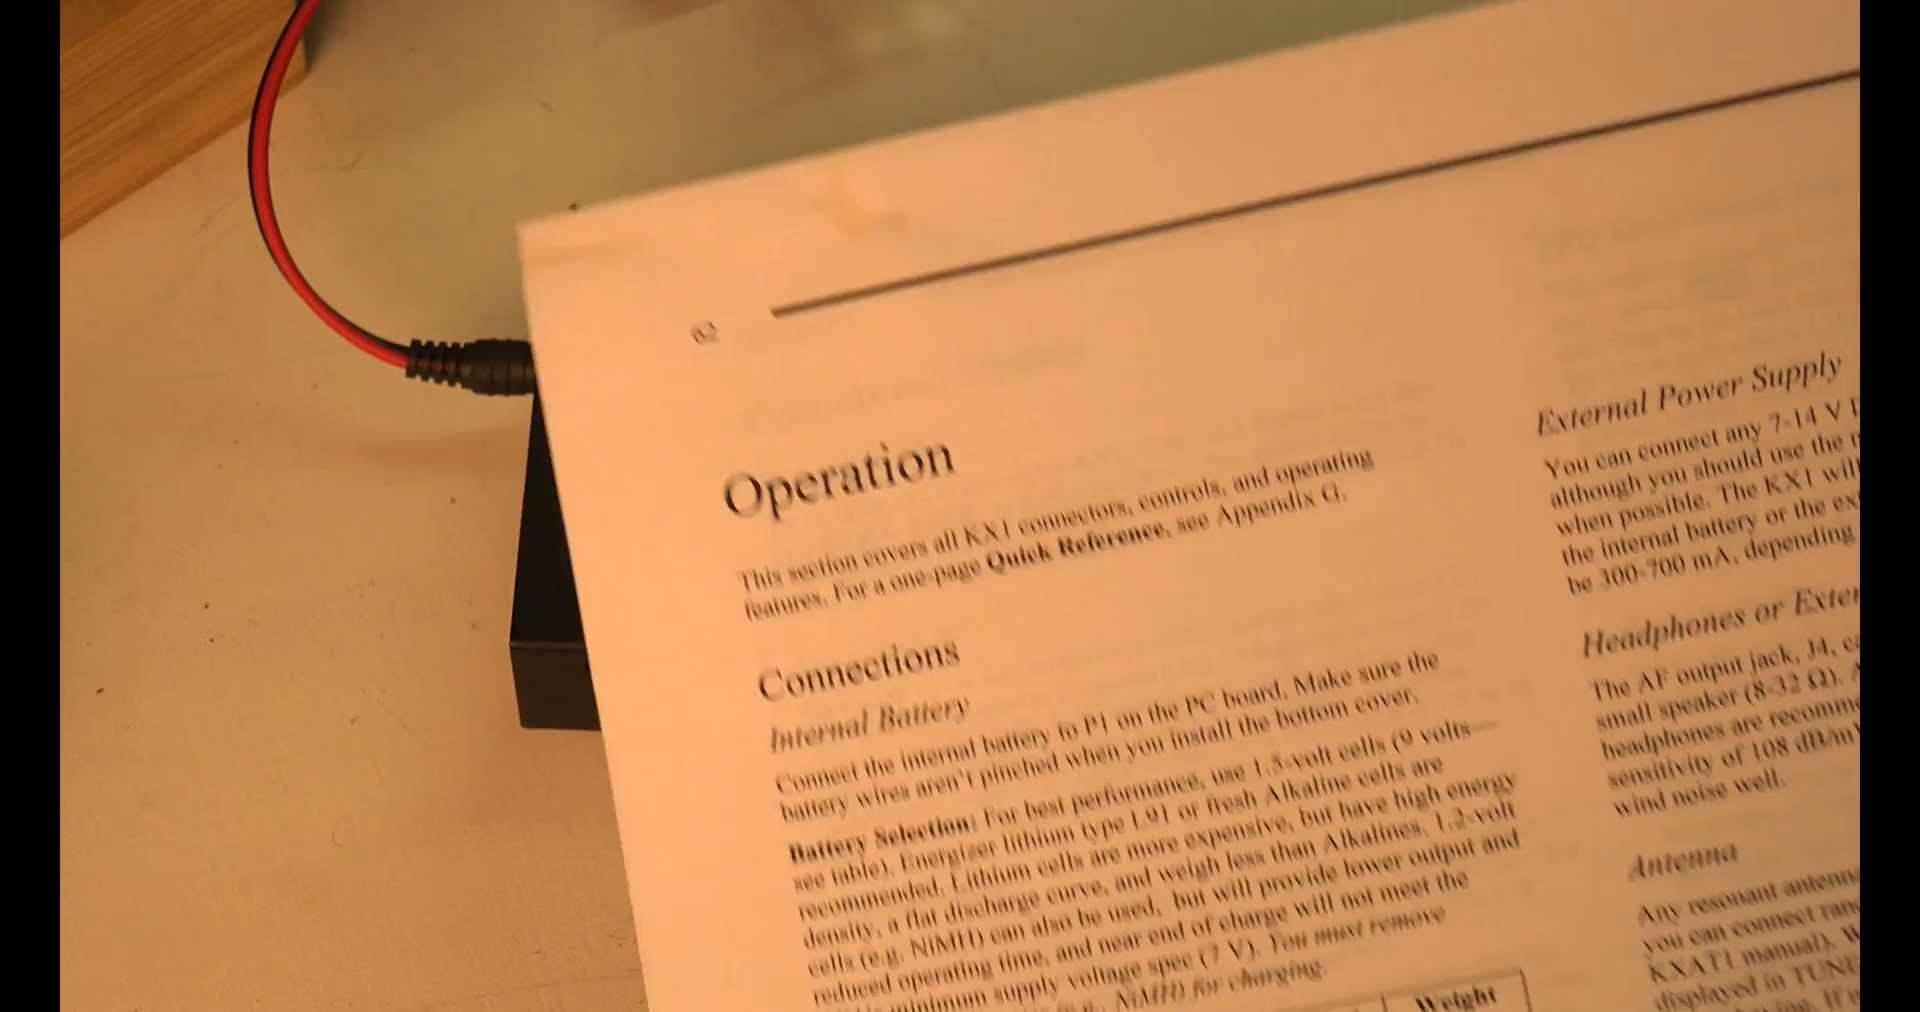 62
Operation
This section covers all KX1 connectors, controls, and operating
features. For a one-page Quick Reference, see Appendix G.
Connections
Internal Battery
Connect the internal battery to P1 on the PC board. Make sure the
battery wires aren't pinched when you install the bottom cover.
Battery Selection: For best performance, use 1.5-volt cells (9 volts—
see table). Energizer lithium type L91 or fresh Alkaline cells are
recommended. Lithium cells are more expensive, but have high energy
density, a flat discharge curve, and weigh less than Alkalines. 1.2-volt
cells (e.g. NiMH) can also be used, but will provide lower output and
reduced operating time, and near end of charge will not meet the
minimum supply voltage spec (7 V). You must remove
(e.g., NiMH) for charging.
Weight
External Power Supply
You can connect any 7-14 V
although you should use the
when possible. The KX1 will
the internal battery or the
be 300-700 mA, depending
Headphones or
The AF output jack, J4,
small speaker (8-32 Ω).
headphones are
sensitivity of 108
wind noise well.
Antenna
Any resonant
you can connect
KXAT1 manual).
displayed in
If